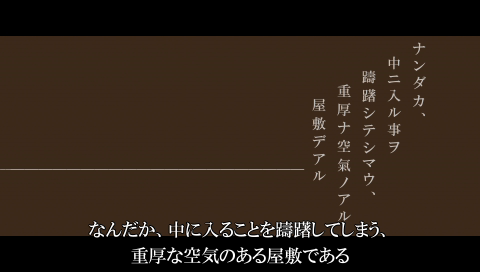 ナンダカ、
中ニ入ル事ヲ
躊躇シテシマウ、
重厚ナ空氣ノアル
屋敷デアル
なんだか、中に入ることを躊躇してしまう、
重厚な空気のある屋敷である